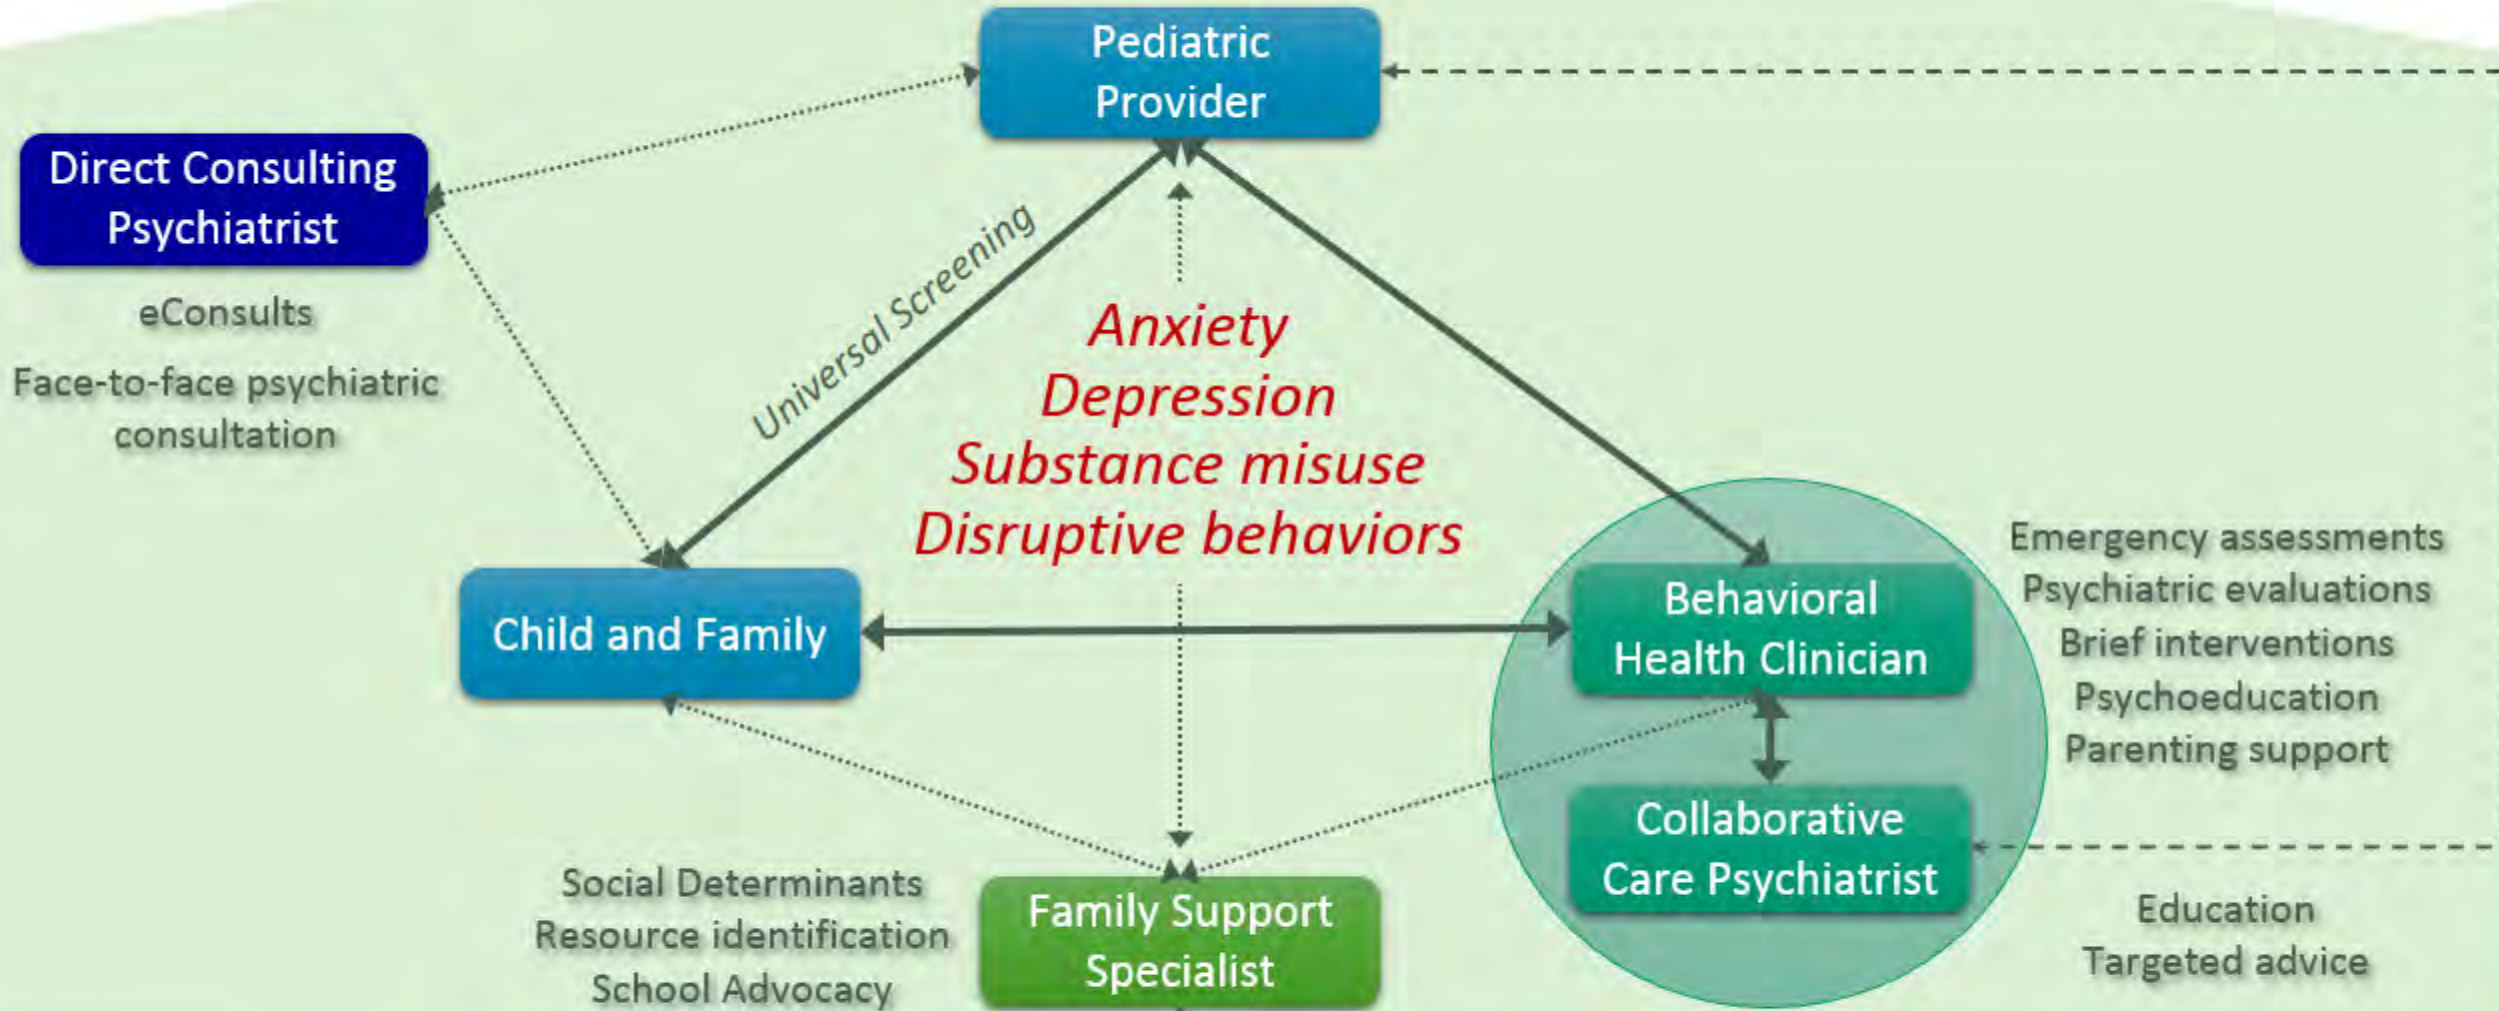 Pediatric
Provider
Direct Consulting
Psychiatrist
eConsults
Face-to-face psychiatric
consultation
Universal Screening
Anxiety
Depression
Substance misuse
Disruptive behaviors
Child and Family
Behavioral
Health Clinician
Emergency assessments
Psychiatric evaluations
Brief interventions
Psychoeducation
Parenting support
Collaborative
Care Psychiatrist
Education
Targeted advice
Social Determinants
Resource identification
School Advocacy
Family Support
Specialist